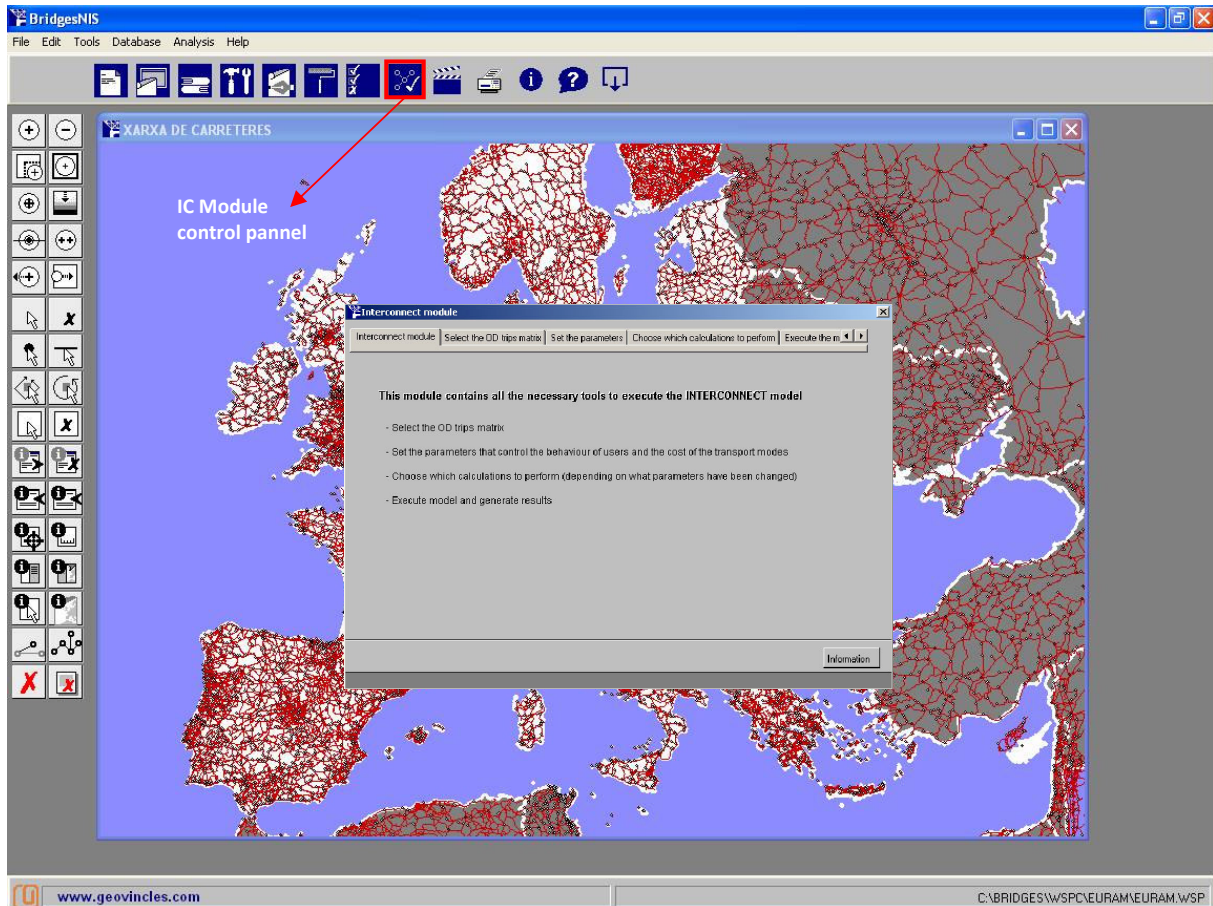 BridgesNIS
File Edit Tools Database Analysis Help
XARXA DE CARRETERES
IC Module
control pannel
Interconnect module
Interconnect module Select the OD trips matrix Set the parameters Choose which calculations to perform Execute the m
This module contains all the necessary tools to execute the INTERCONNECT model
- Select the OD trips matrix
- Set the parameters that control the behaviour of users and the cost of the transport modes
- Choose which calculations to perform (depending on what parameters have been changed)
- Execute model and generate results
Information
www.geovincles.com
C:\BRIDGES\WSPC\EURAM\EURAM.WSP